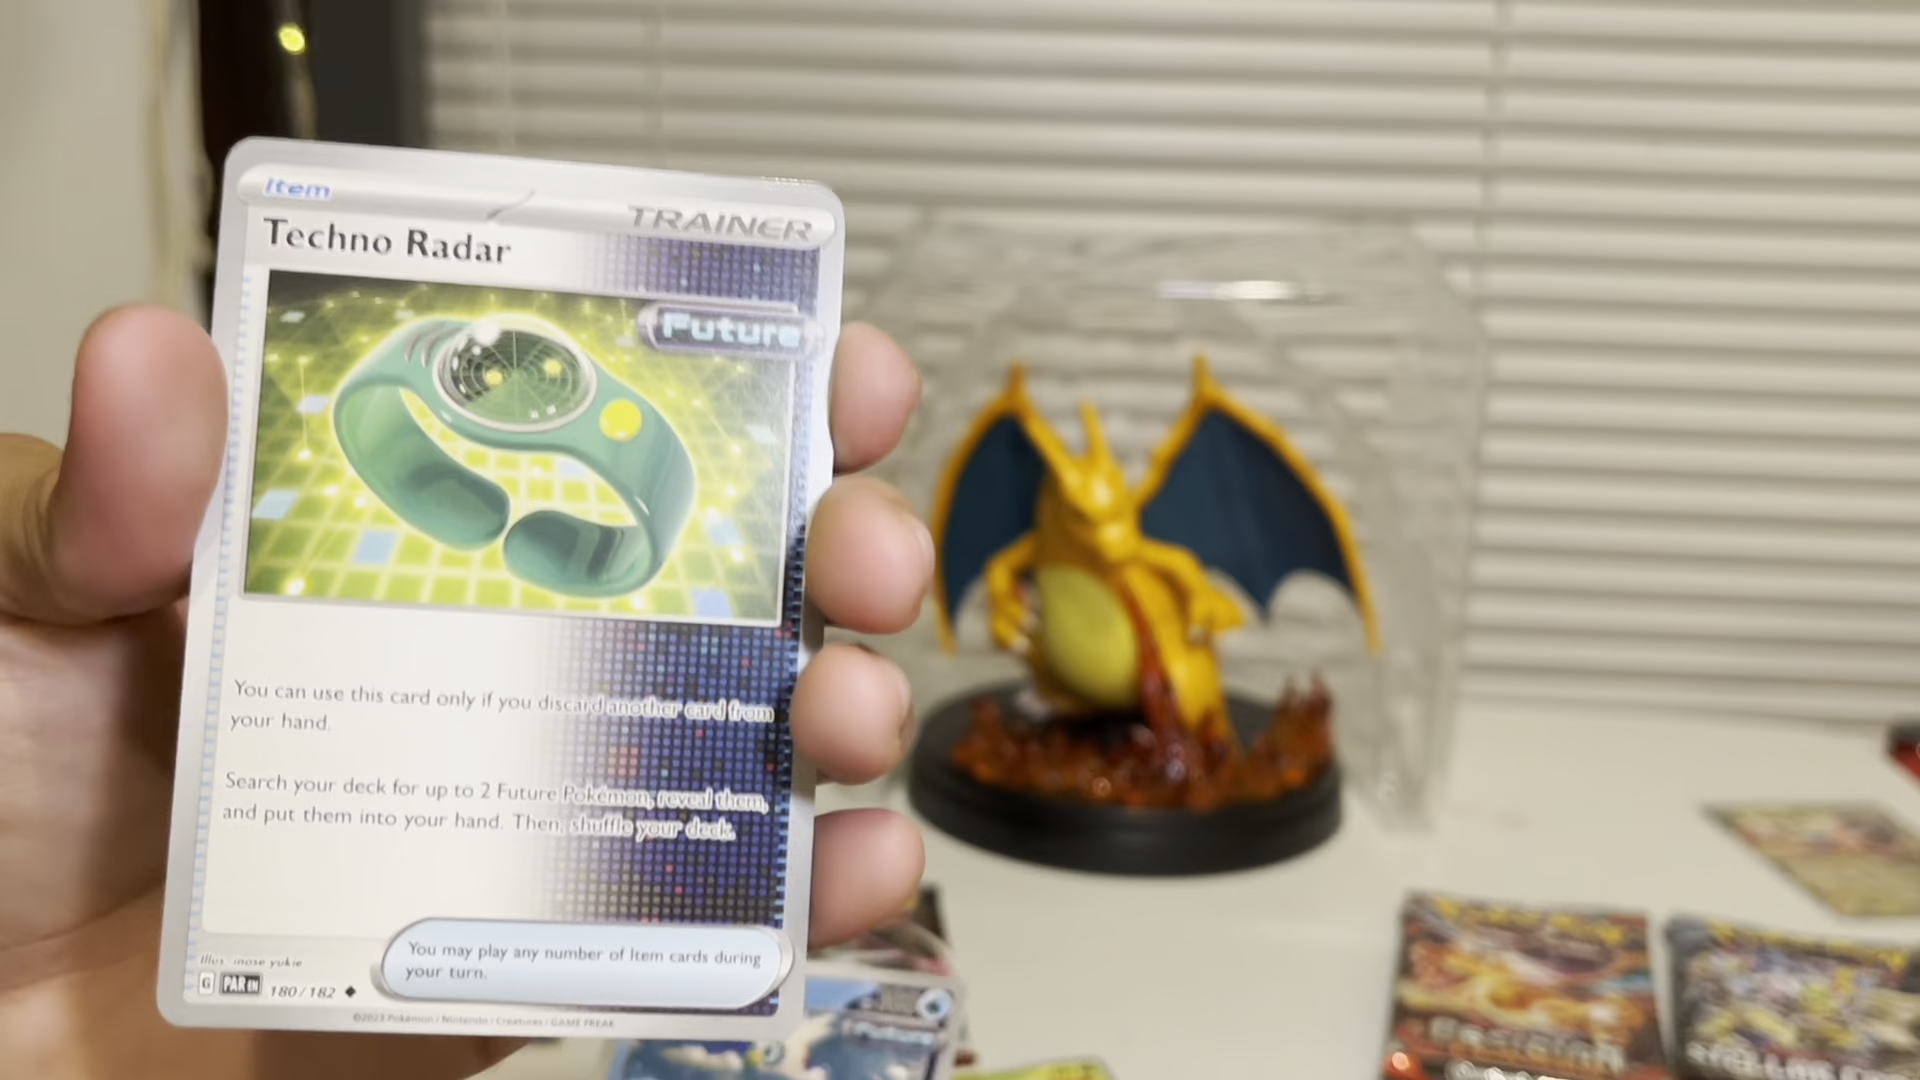 Item
TRAINER
Techno Radar
Future
You can use this card only if you discard another card from
your hand.
Search your deck for up to 2 Future Pokémon, reveal them,
and put them into your hand. Then, shuffle your deck.
You may play any number of Item cards during
your turn.
Illus. inose yukie
G PAR EN 180/182
©2023 Pokémon / Nintendo / Creatures / GAME FREAK